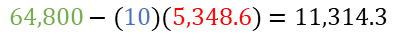 64,800 − (10)(5,348.6) = 11,314.3